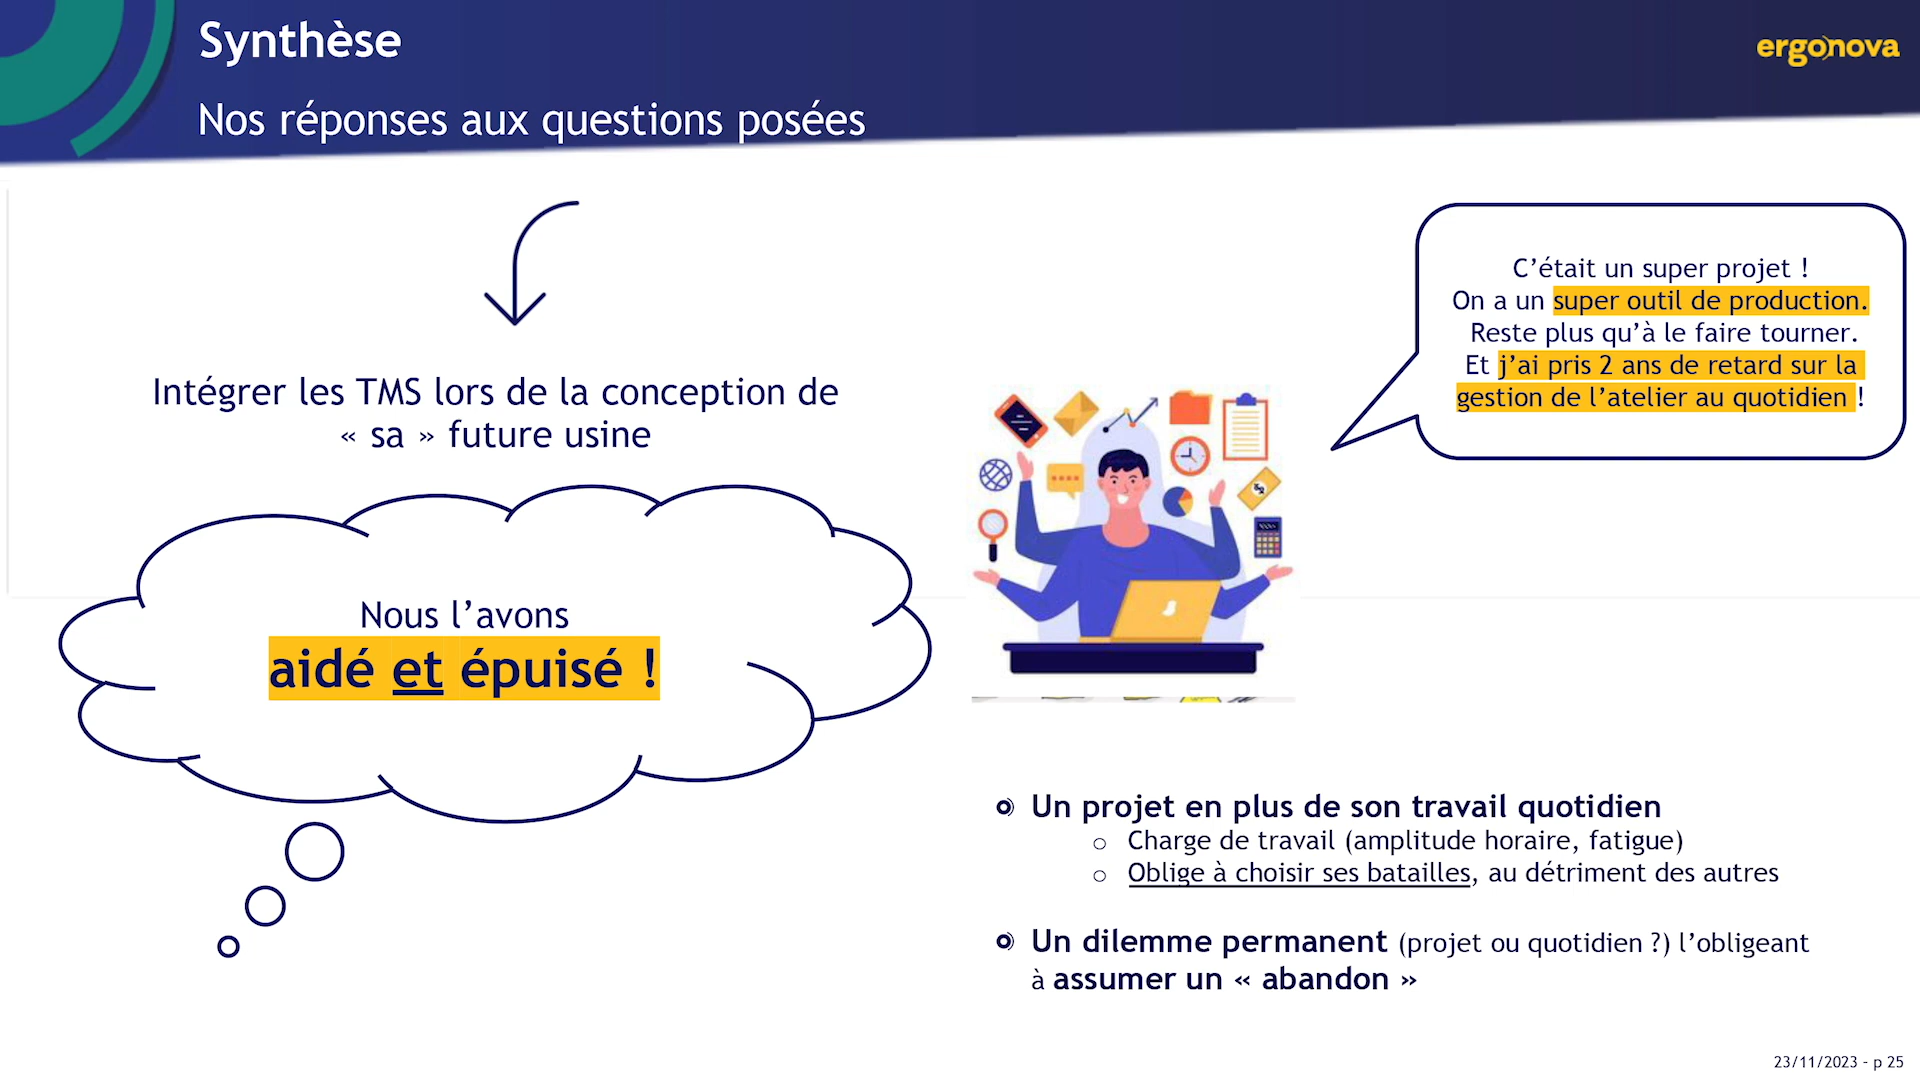 Synthèse
ergonova
Nos réponses aux questions posées
Intégrer les TMS lors de la conception de
« sa » future usine
Nous l’avons
aidé et épuisé !
C’était un super projet !
On a un super outil de production.
Reste plus qu’à le faire tourner.
Et j’ai pris 2 ans de retard sur la
gestion de l’atelier au quotidien !
Un projet en plus de son travail quotidien
Charge de travail (amplitude horaire, fatigue)
Oblige à choisir ses batailles, au détriment des autres
Un dilemme permanent (projet ou quotidien ?) l’obligeant
à assumer un « abandon »
23/11/2023 - p 25